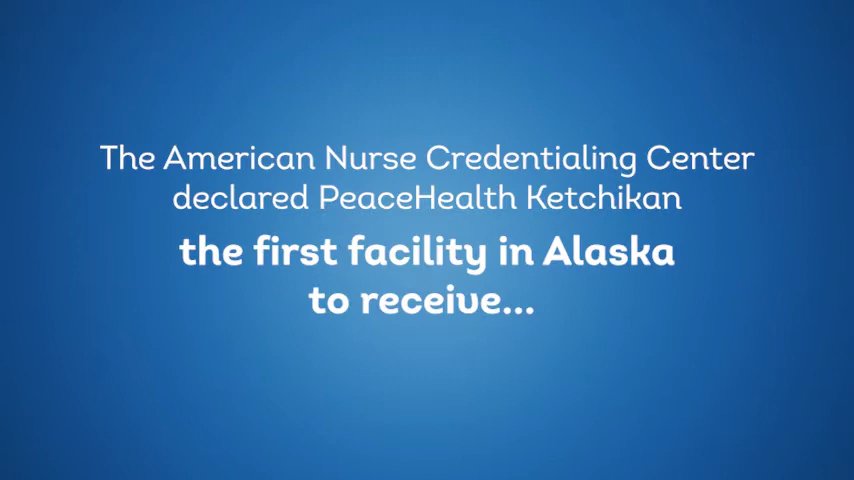 The American Nurse Credentialing Center
declared PeaceHealth Ketchikan
the first facility in Alaska
to receive...